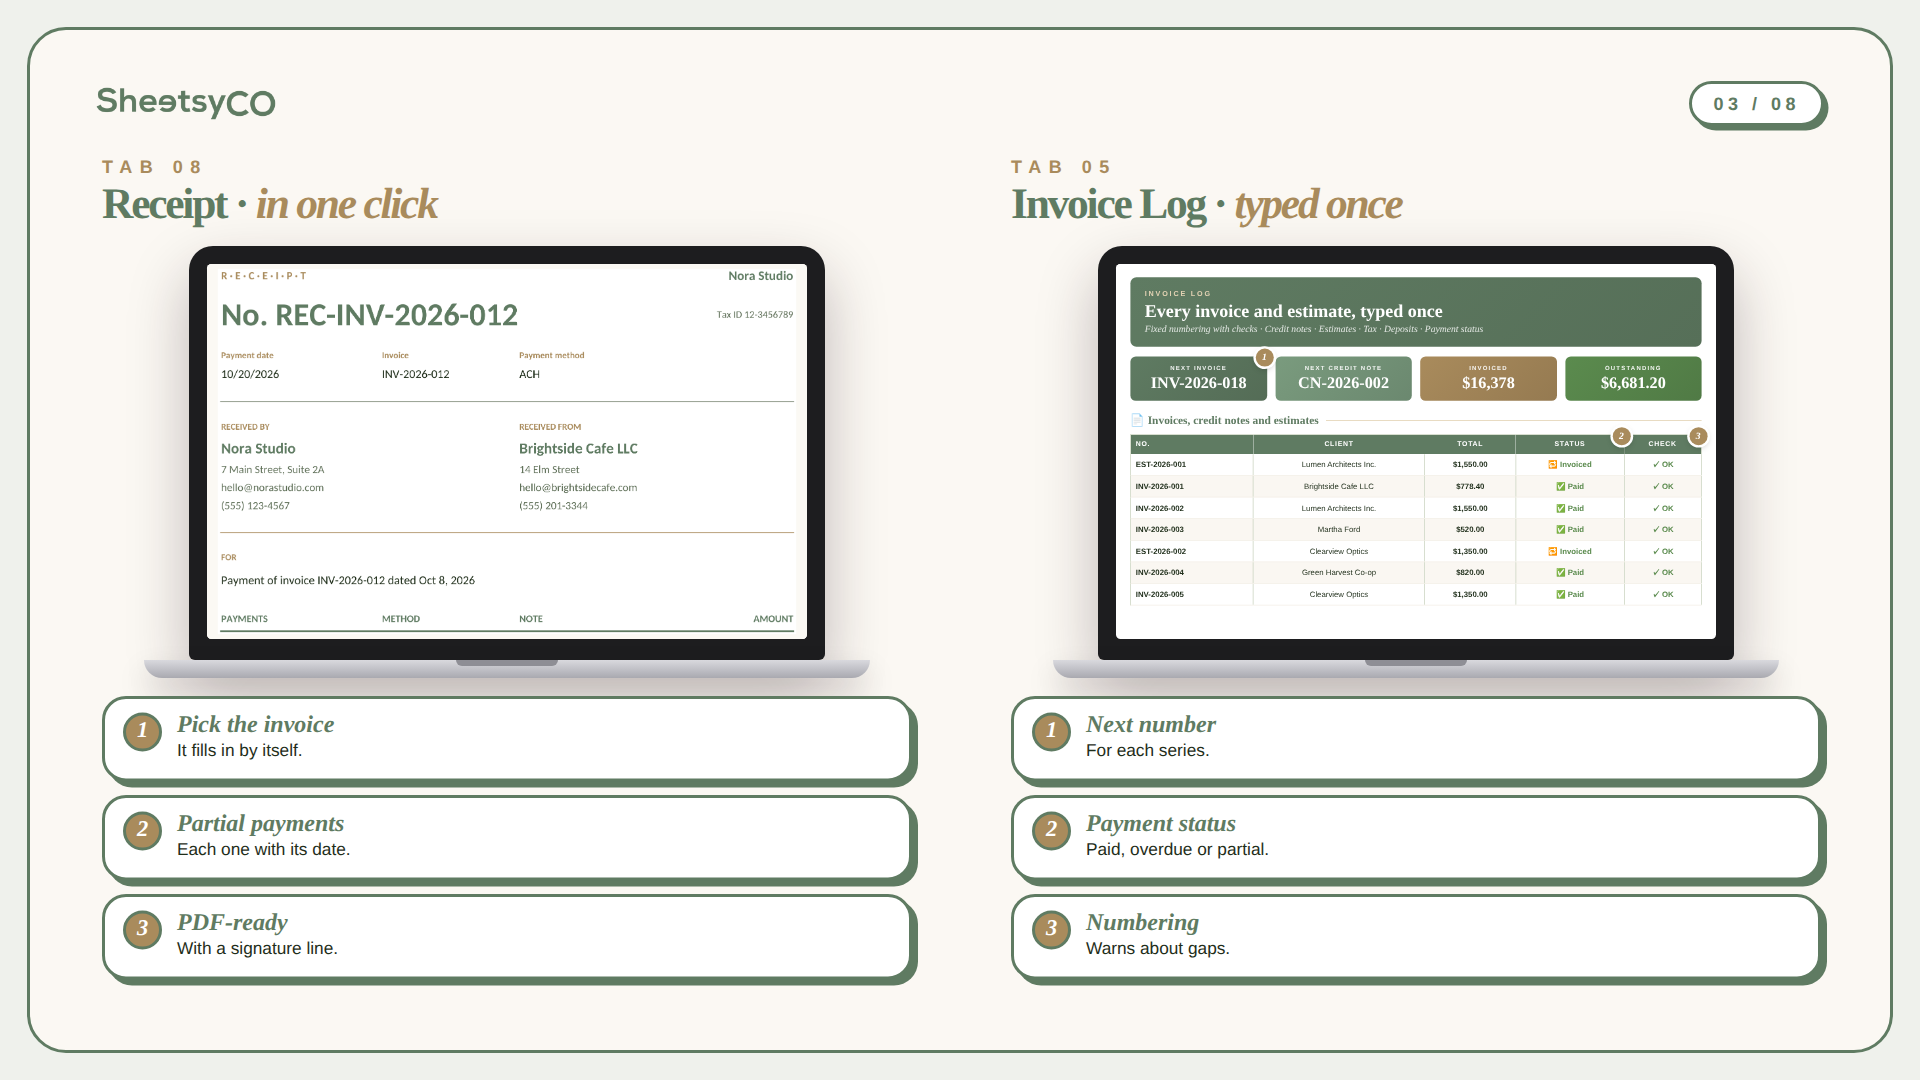 SheetsyCO
03 / 08
TAB 08
Receipt · in one click
R·E·C·E·I·P·T
Nora Studio
No. REC-INV-2026-012
Tax ID 12-3456789
Payment date Invoice Payment method
10/20/2026 INV-2026-012 ACH
RECEIVED BY RECEIVED FROM
Nora Studio Brightside Cafe LLC
7 Main Street, Suite 2A 14 Elm Street
hello@norastudio.com hello@brightsidecafe.com
(555) 123-4567 (555) 201-3344
FOR
Payment of invoice INV-2026-012 dated Oct 8, 2026
PAYMENTS METHOD NOTE AMOUNT
1 Pick the invoice
It fills in by itself.
2 Partial payments
Each one with its date.
3 PDF-ready
With a signature line.
TAB 05
Invoice Log · typed once
INVOICE LOG
Every invoice and estimate, typed once
Fixed numbering with checks · Credit notes · Estimates · Tax · Deposits · Payment status
1
NEXT INVOICE NEXT CREDIT NOTE INVOICED OUTSTANDING
INV-2026-018 CN-2026-002 $16,378 $6,681.20
📄 Invoices, credit notes and estimates
2 3
NO. CLIENT TOTAL STATUS CHECK
EST-2026-001 Lumen Architects Inc. $1,550.00 🔁 Invoiced ✓ OK
INV-2026-001 Brightside Cafe LLC $778.40 ✅ Paid ✓ OK
INV-2026-002 Lumen Architects Inc. $1,550.00 ✅ Paid ✓ OK
INV-2026-003 Martha Ford $520.00 ✅ Paid ✓ OK
EST-2026-002 Clearview Optics $1,350.00 🔁 Invoiced ✓ OK
INV-2026-004 Green Harvest Co-op $820.00 ✅ Paid ✓ OK
INV-2026-005 Clearview Optics $1,350.00 ✅ Paid ✓ OK
1 Next number
For each series.
2 Payment status
Paid, overdue or partial.
3 Numbering
Warns about gaps.